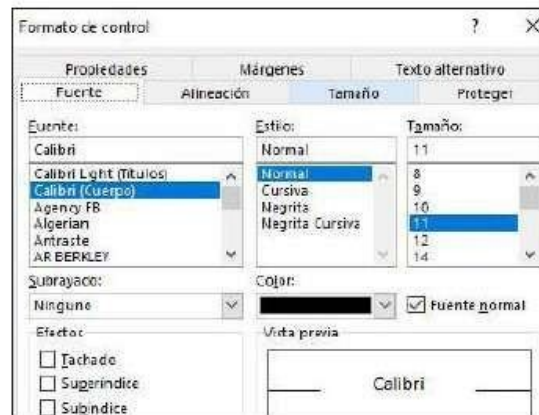 Formato de control ? X
Propiedades Márgenes Texto alternativo
Fuente Alineación Tamaño Proteger
Fuente: Estilo: Tamaño:
Calibri Normal 11
Calibri Light (Títulos) Normal 8
Calibri (Cuerpo) Cursiva 9
Agency FB Negrita 10
Algerian Negrita Cursiva 11
Antraste 12
AR BERKLEY 14
Subrayado: Color:
Ninguno Fuente normal
Efectos Vista previa
Tachado
Superíndice Calibri
Subíndice